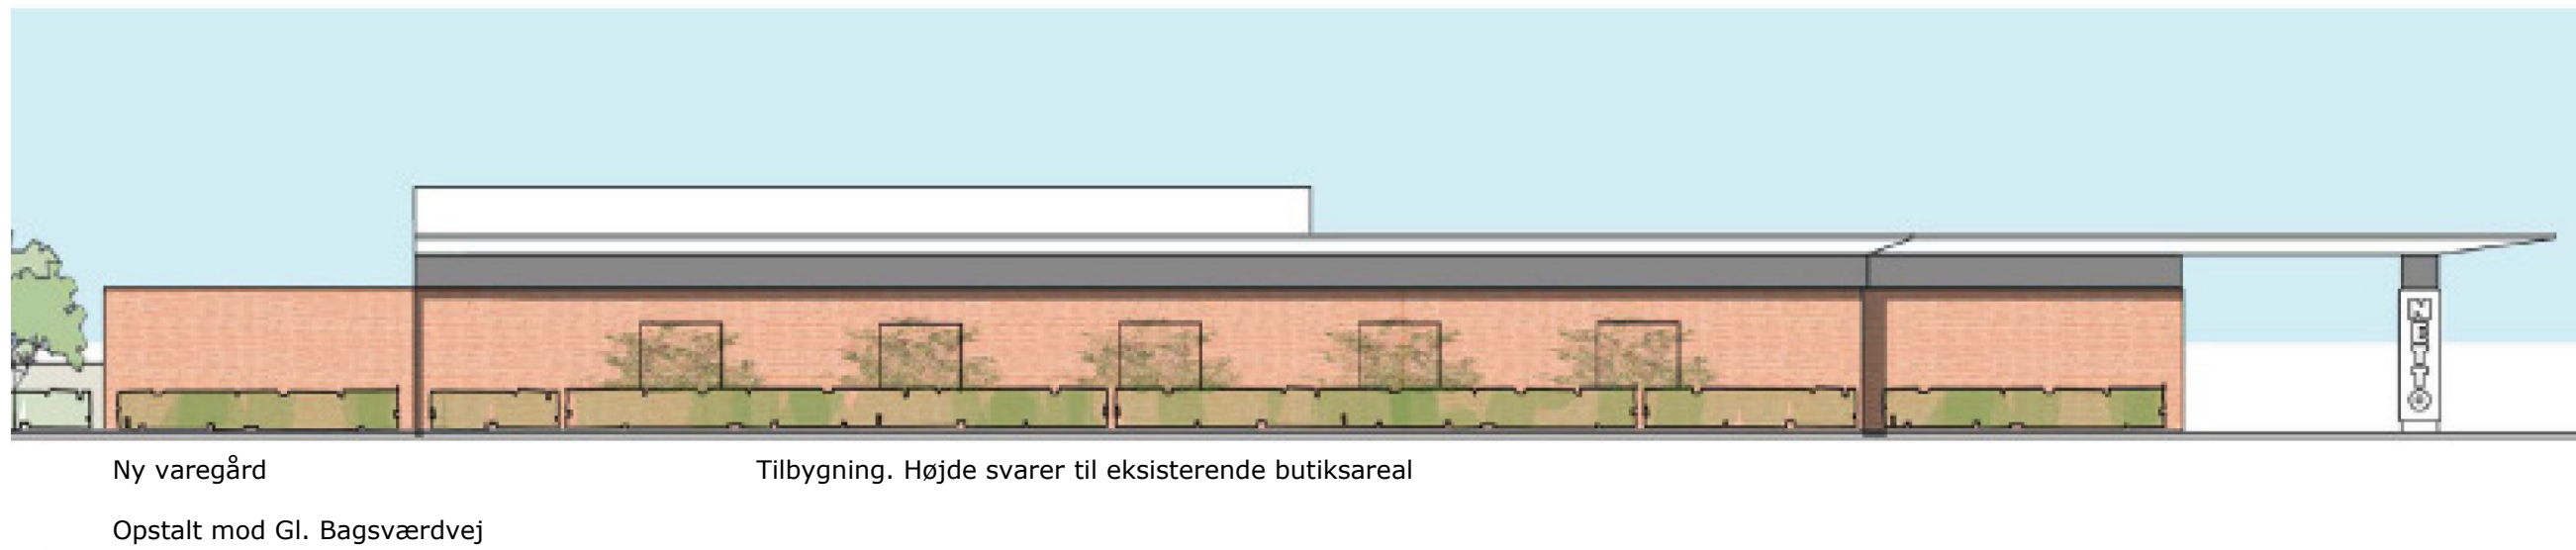 NETTO
Ny varegård
Tilbygning. Højde svarer til eksisterende butiksareal
Opstalt mod Gl. Bagsværdvej